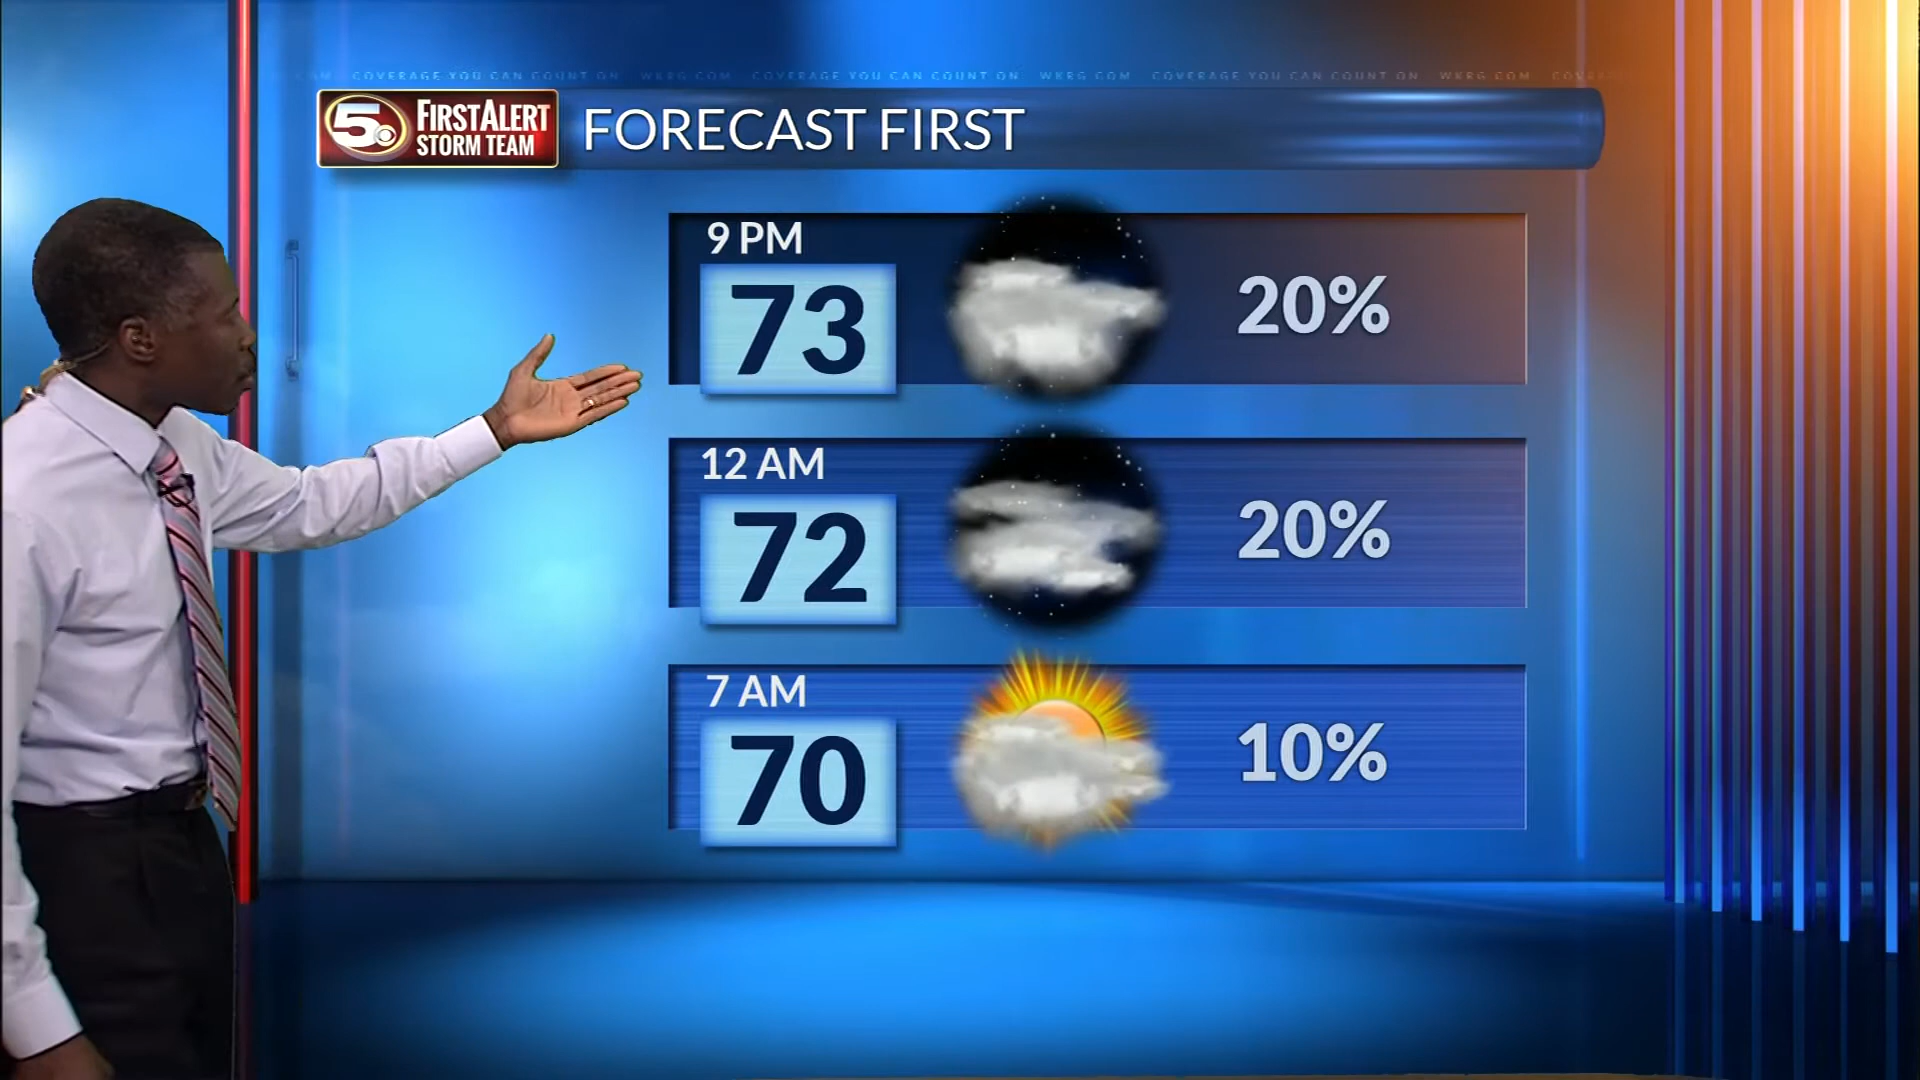 COVERAGE YOU CAN COUNT ON WKRG.COM COVERAGE YOU CAN COUNT ON WKRG.COM COVERAGE YOU CAN COUNT ON WKRG.COM
5 FIRSTALERT
STORM TEAM
FORECAST FIRST
9 PM
73
20%
12 AM
72
20%
7 AM
70
10%